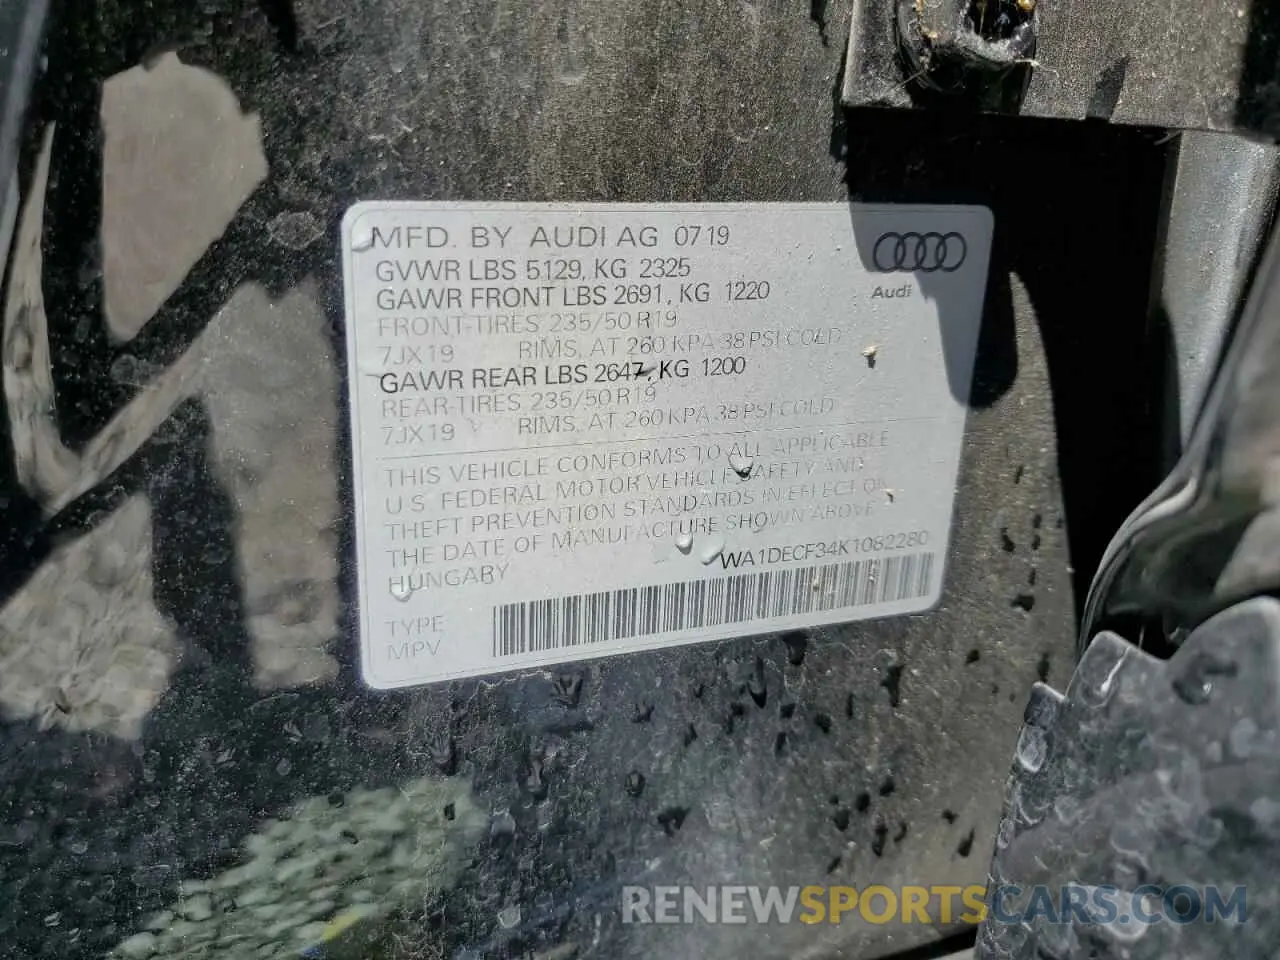 MFD. BY AUDI AG 0719
GVWR LBS 5129, KG 2325
GAWR FRONT LBS 2691, KG 1220
Audi
FRONT-TIRES 235/50 R19
7JX19 RIMS, AT 260 KPA 38 PSI COLD
GAWR REAR LBS 2647, KG 1200
REAR-TIRES 235/50 R19
7JX19 RIMS, AT 260 KPA 38 PSI COLD
THIS VEHICLE CONFORMS TO ALL APPLICABLE
U.S. FEDERAL MOTOR VEHICLE SAFETY AND
THEFT PREVENTION STANDARDS IN EFFECT ON
THE DATE OF MANUFACTURE SHOWN ABOVE
WA1DECF34K1082280
HUNGARY
TYPE
MPV
RENEWSPORTSCARS.COM